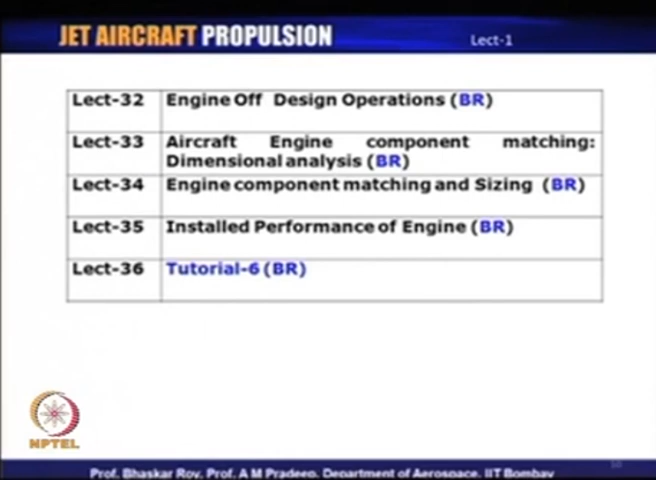 JET AIRCRAFT PROPULSION
Lect-1
Lect-32 Engine Off Design Operations (BR)
Lect-33 Aircraft Engine component matching:
Dimensional analysis (BR)
Lect-34 Engine component matching and Sizing (BR)
Lect-35 Installed Performance of Engine (BR)
Lect-36 Tutorial-6 (BR)
NPTEL
Prof. Bhaskar Roy, Prof. A M Pradeep, Department of Aerospace, IIT Bombay